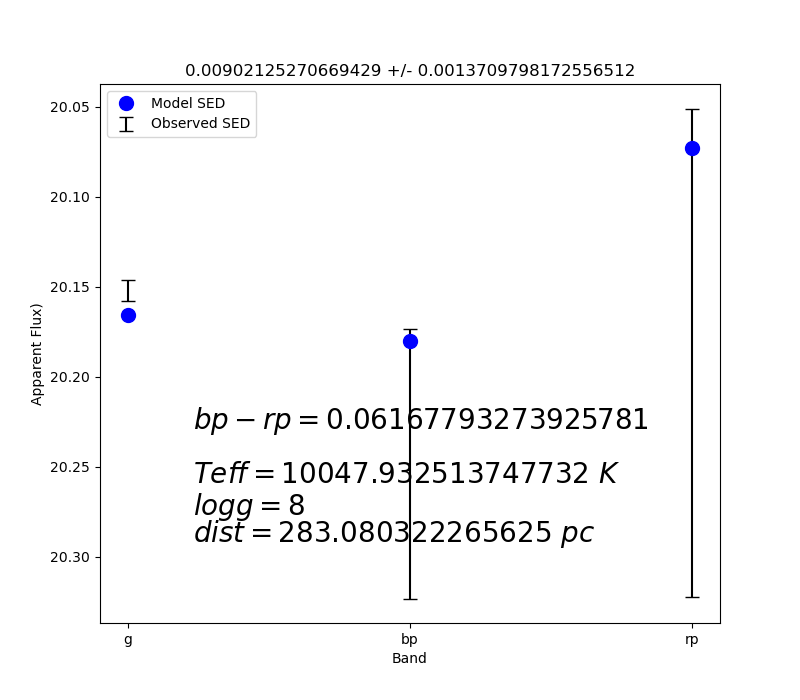 0.00902125270669429 +/- 0.0013709798172556512
Model SED
Observed SED
20.05
20.10
20.15
20.20
20.25
20.30
Apparent Flux)
bp − rp = 0.06167793273925781
Teff = 10047.932513747732 K
logg = 8
dist = 283.080322265625 pc
g
bp
rp
Band